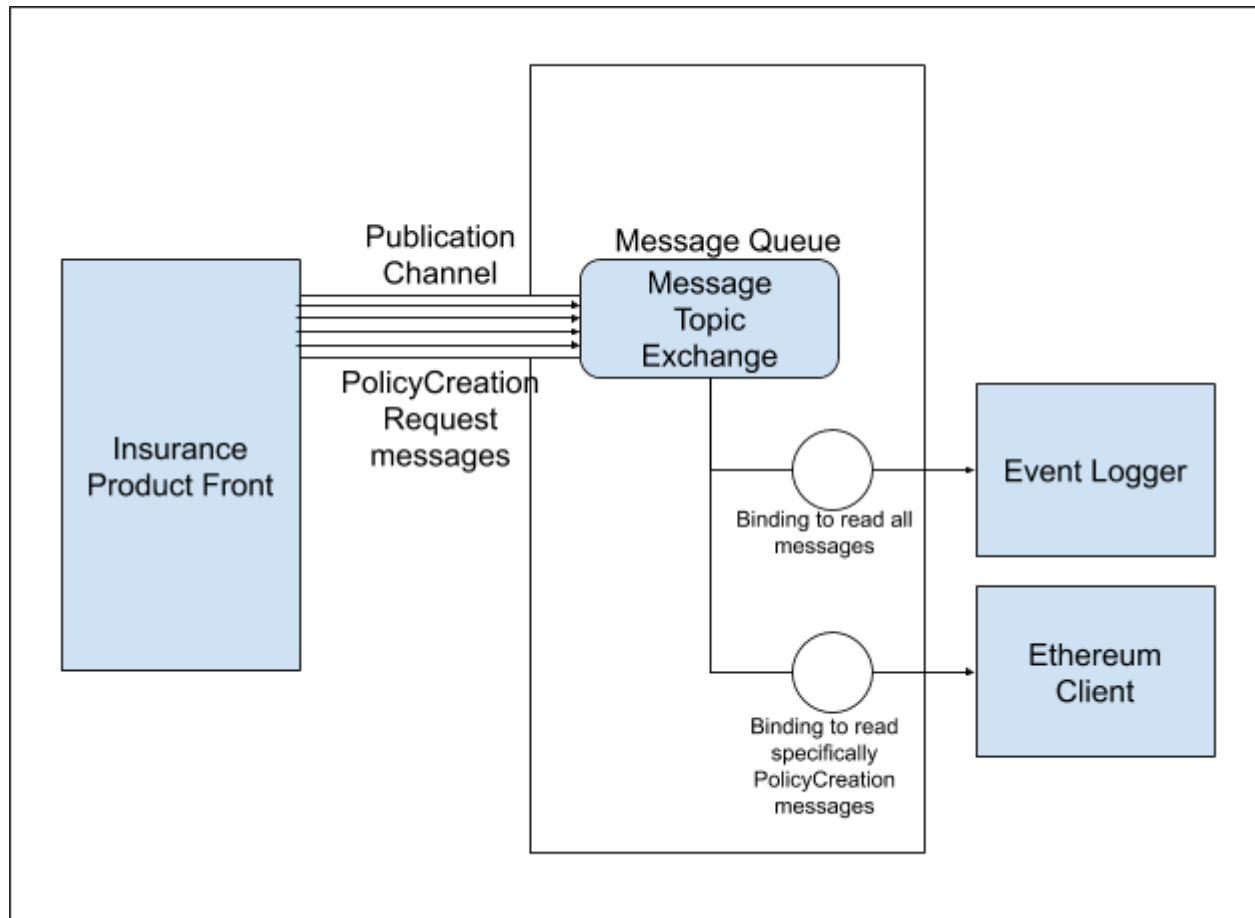 Publication
Channel
Message Queue
Message
Topic
Exchange
PolicyCreation
Request
messages
Insurance
Product Front
Event Logger
Binding to read all
messages
Ethereum
Client
Binding to read
specifically
PolicyCreation
messages